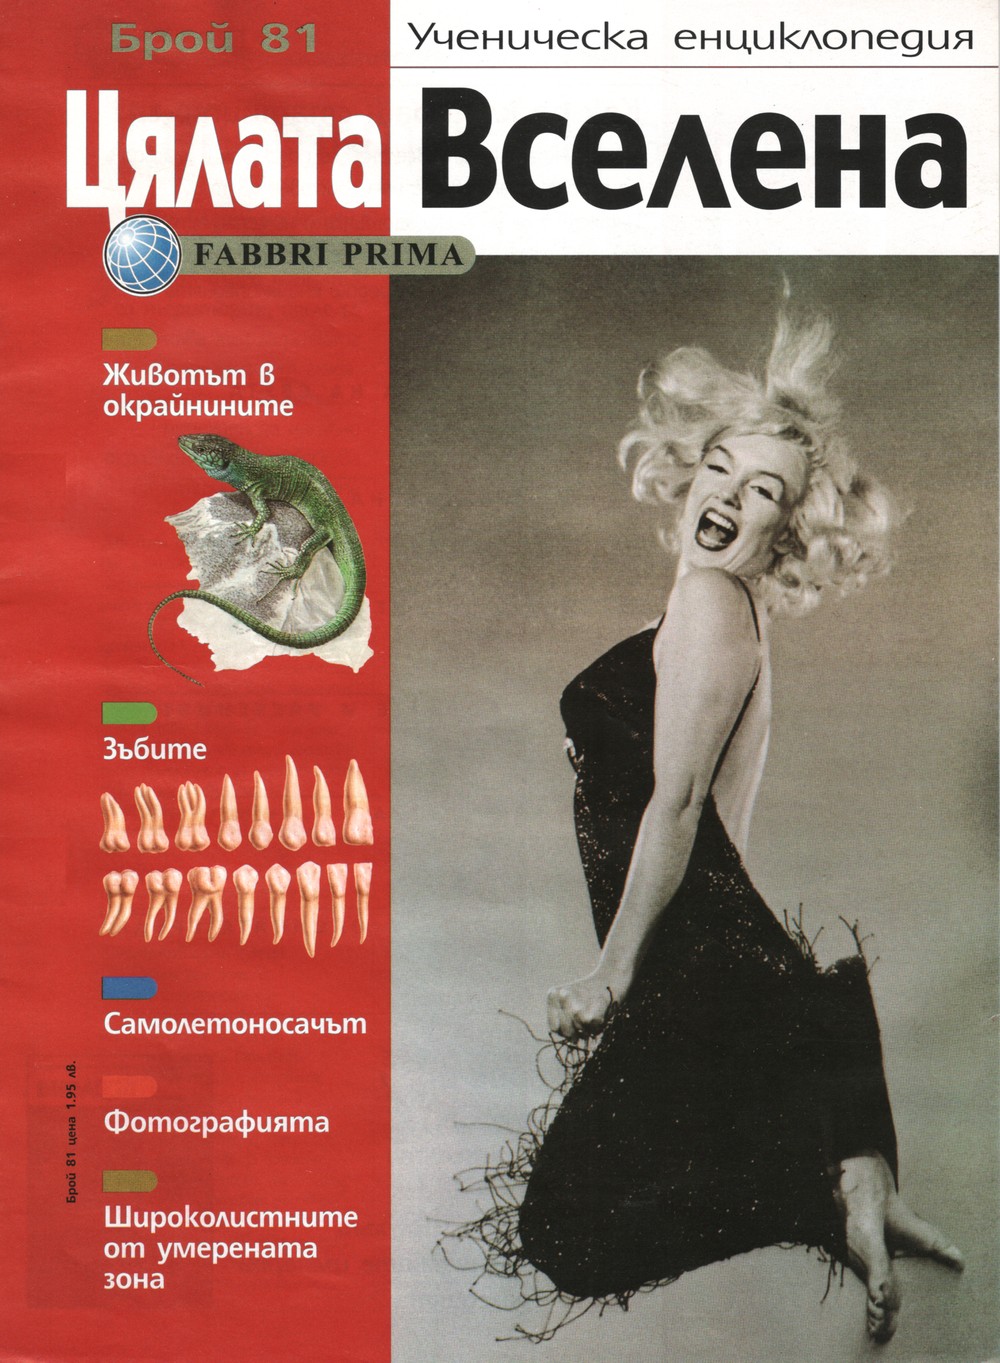 Брой 81
Ученическа енциклопедия
Цялата Вселена
FABBRI PRIMA
Животът в
окрайнините
Зъбите
Самолетоносачът
Фотографията
Широколистните
от умерената
зона
Брой 81 цена 1.95 лв.